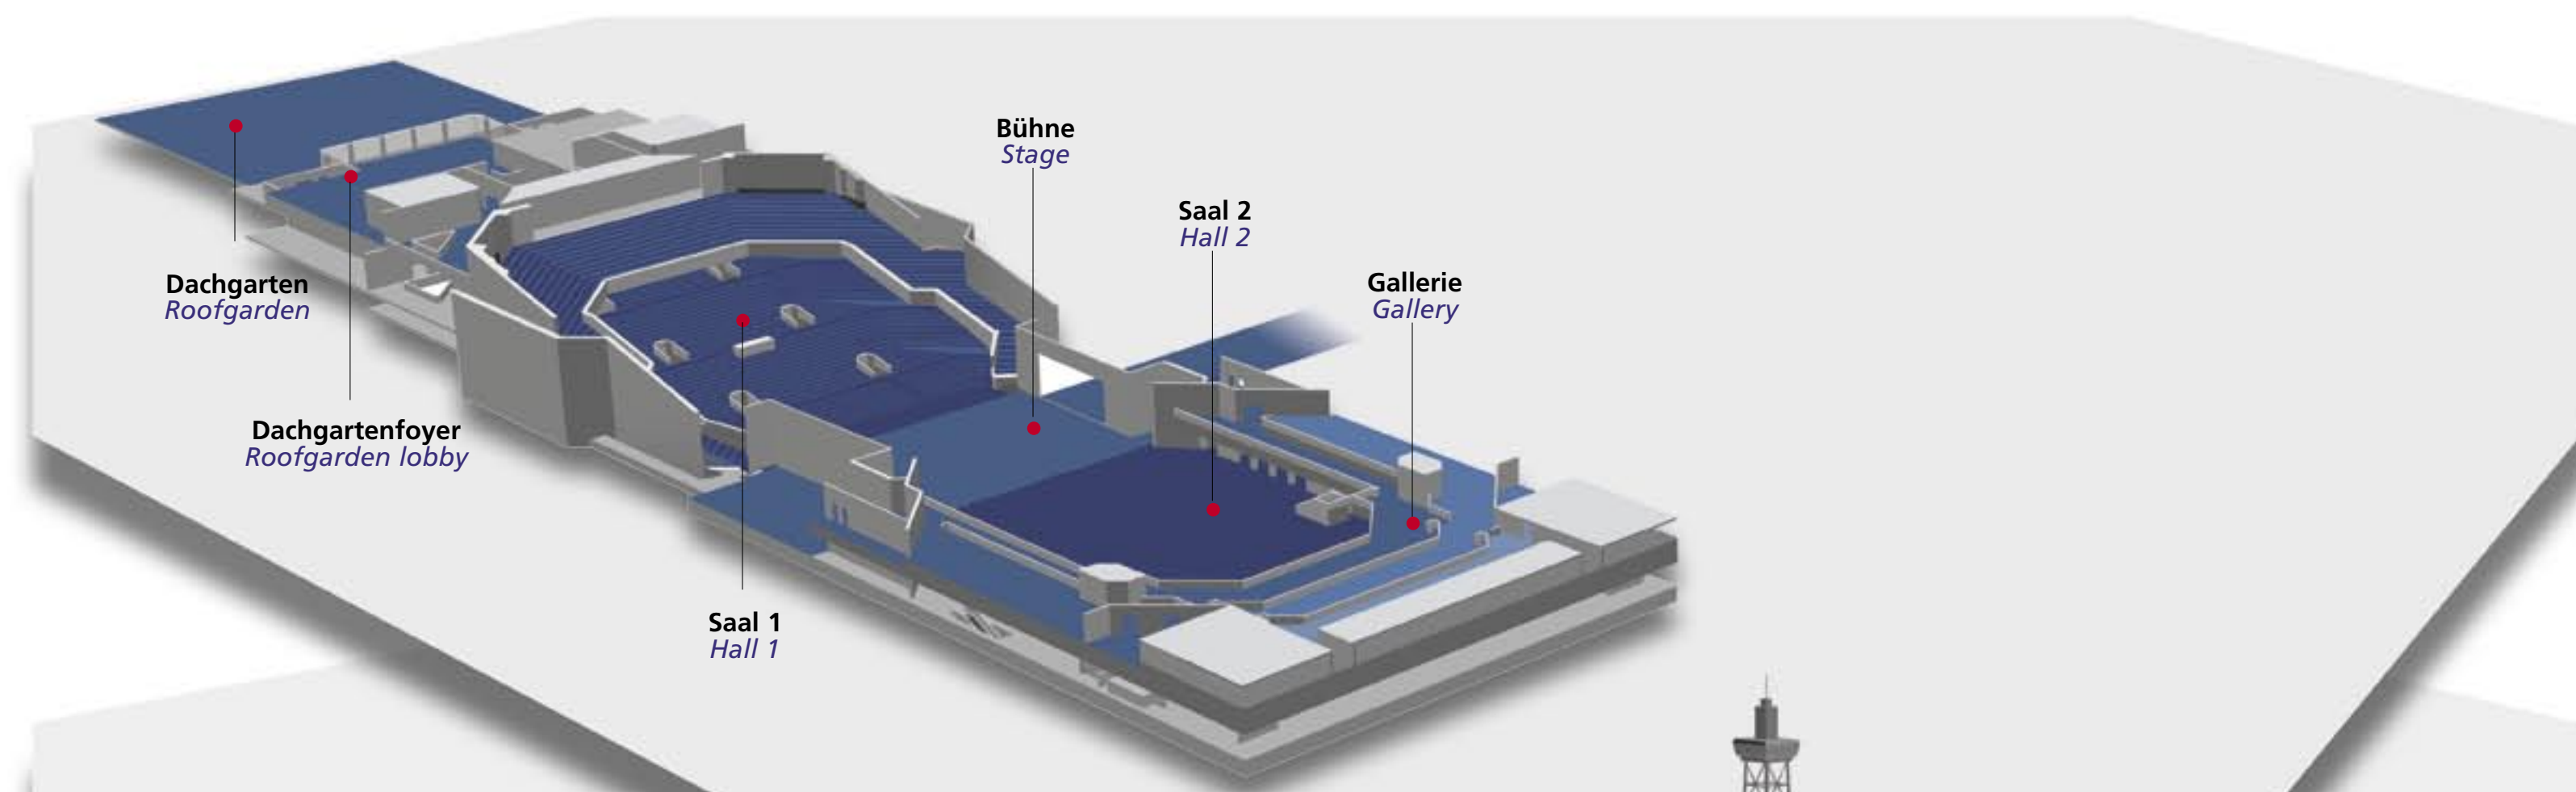 Bühne
Stage
Saal 2
Hall 2
Gallerie
Gallery
Dachgarten
Roofgarden
Dachgartenfoyer
Roofgarden lobby
Saal 1
Hall 1